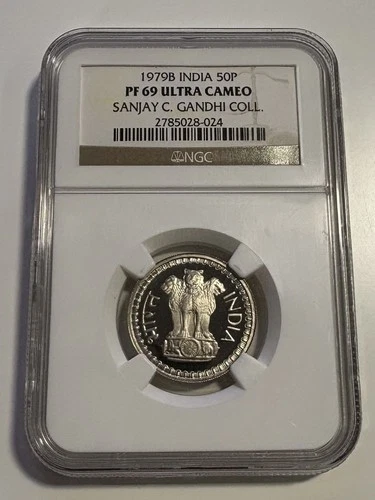 1979B INDIA 50P
PF 69 ULTRA CAMEO
SANJAY C. GANDHI COLL.
2785028-024
NGC
भारत
INDIA